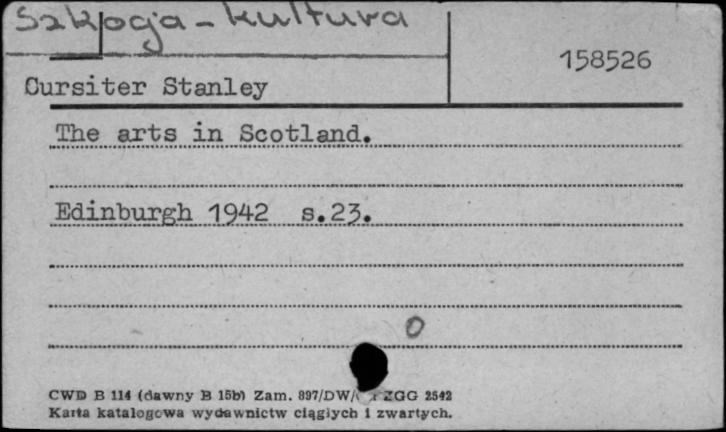 Szkocja - kultura
158526
Cursiter Stanley
The arts in Scotland.
Edinburgh 1942 s.23.
0
CWD B 114 (dawny B 15b) Zam. 897/DW/ ZGG 2542
Karta katalogowa wydawnictw ciągłych i zwartych.